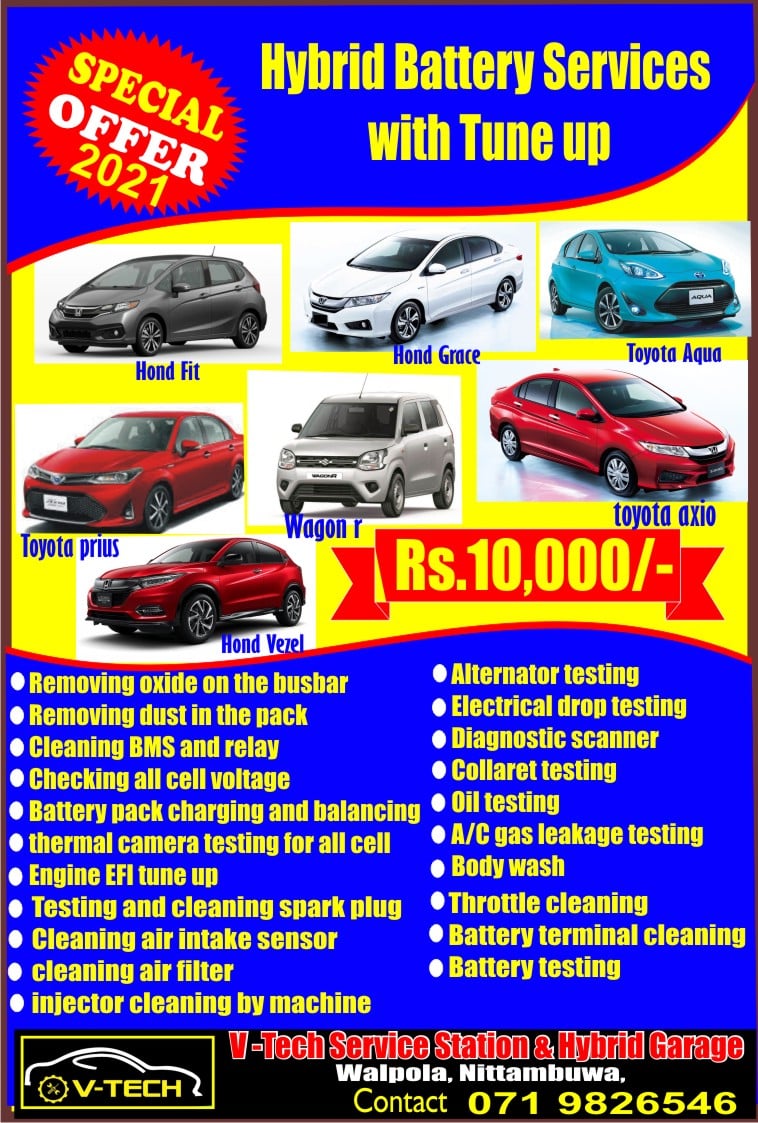 SPECIAL
OFFER
2021
Hybrid Battery Services
with Tune up
Hond Fit
Hond Grace
AQUA
Toyota Aqua
Toyota prius
WAGONR
Wagon r
toyota axio
Hond Vezel
Rs.10,000/-
Removing oxide on the busbar
Removing dust in the pack
Cleaning BMS and relay
Checking all cell voltage
Battery pack charging and balancing
thermal camera testing for all cell
Engine EFI tune up
Testing and cleaning spark plug
Cleaning air intake sensor
cleaning air filter
injector cleaning by machine
Alternator testing
Electrical drop testing
Diagnostic scanner
Collaret testing
Oil testing
A/C gas leakage testing
Body wash
Throttle cleaning
Battery terminal cleaning
Battery testing
V-TECH
V -Tech Service Station & Hybrid Garage
Walpola, Nittambuwa,
Contact 071 9826546